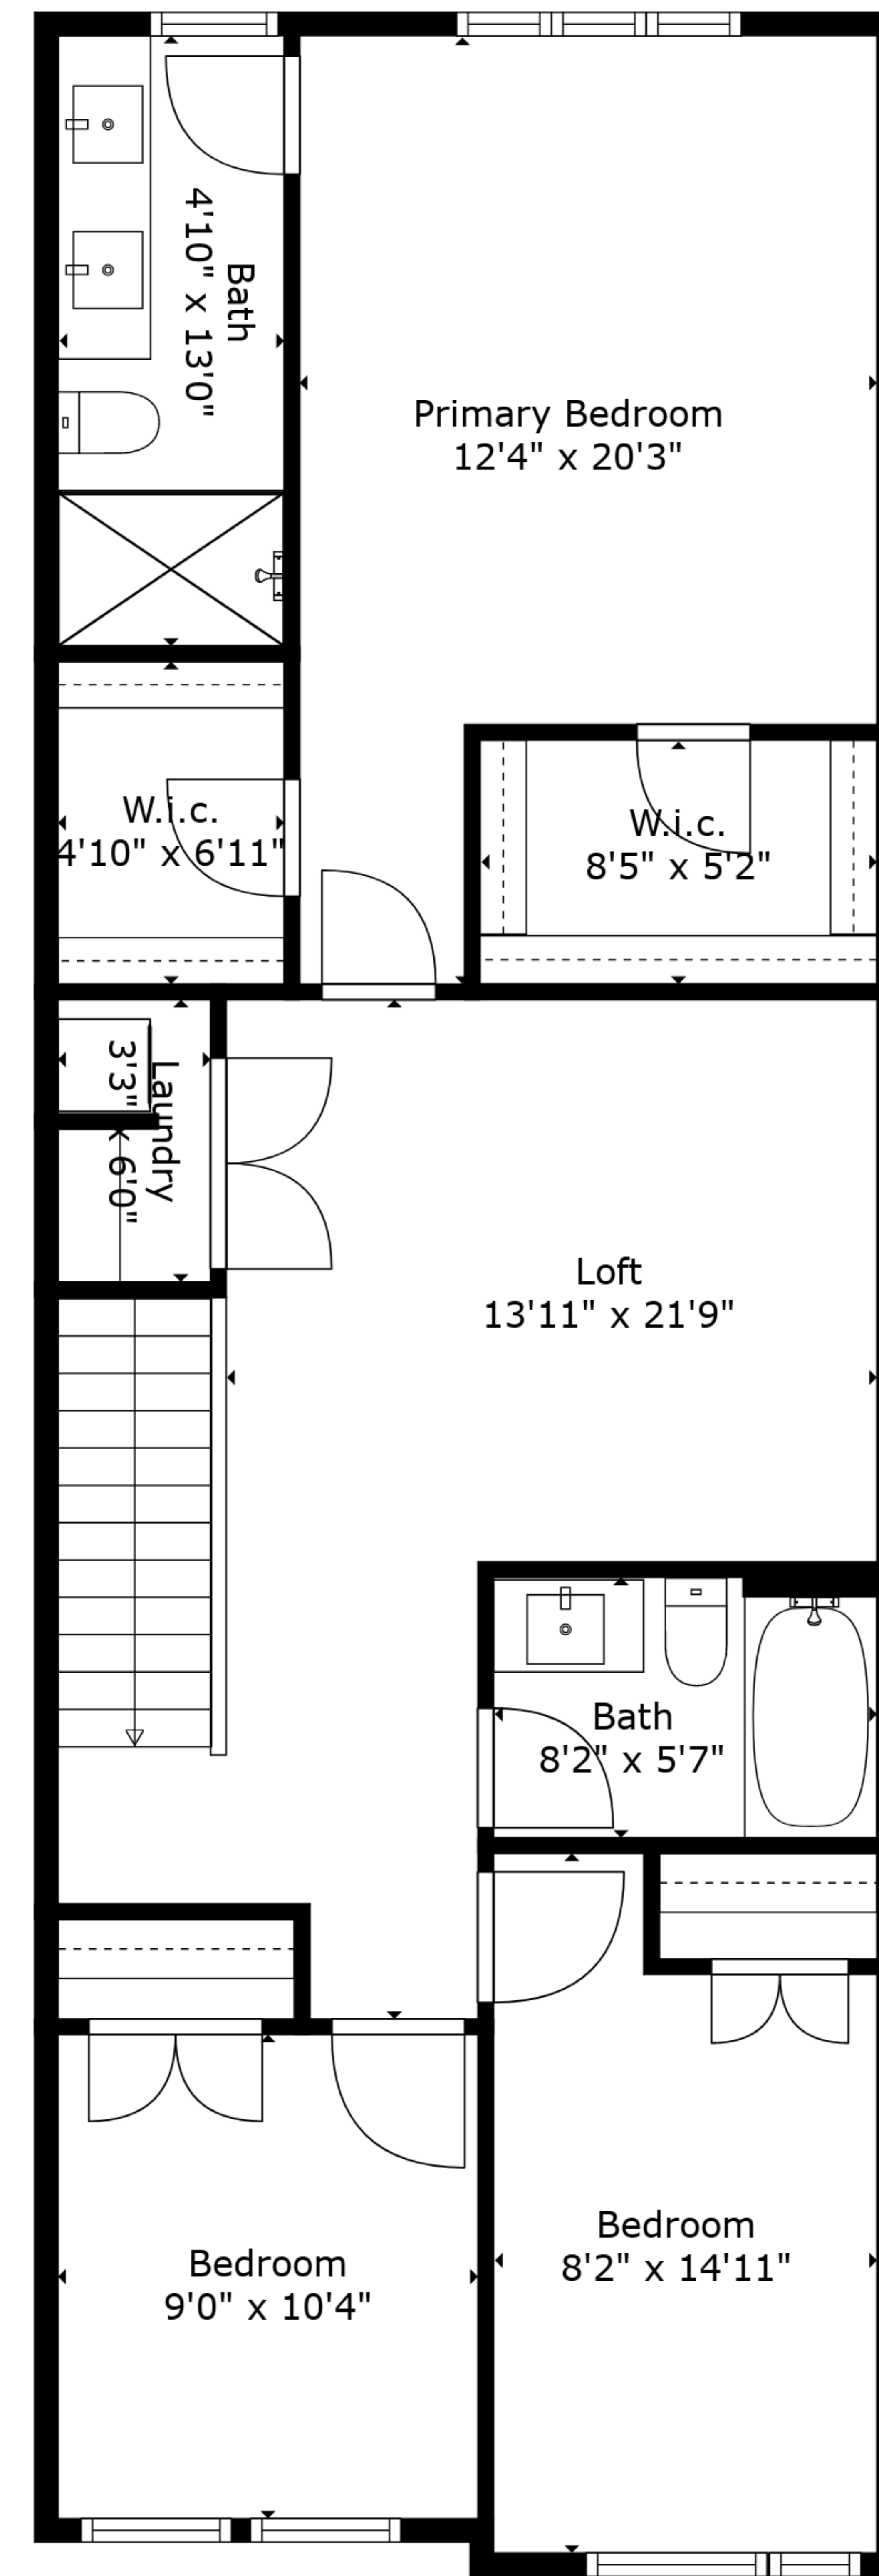 Bath
4'10" x 13'0"
Primary Bedroom
12'4" x 20'3"
W.i.c.
4'10" x 6'11"
W.i.c.
8'5" x 5'2"
Laundry
3'3" x 6'0"
Loft
13'11" x 21'9"
Bath
8'2" x 5'7"
Bedroom
9'0" x 10'4"
Bedroom
8'2" x 14'11"